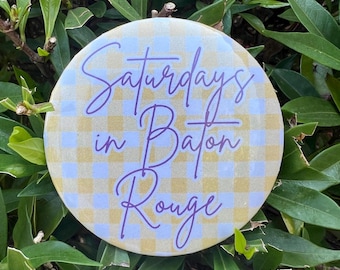 Saturdays
in Baton
Rouge